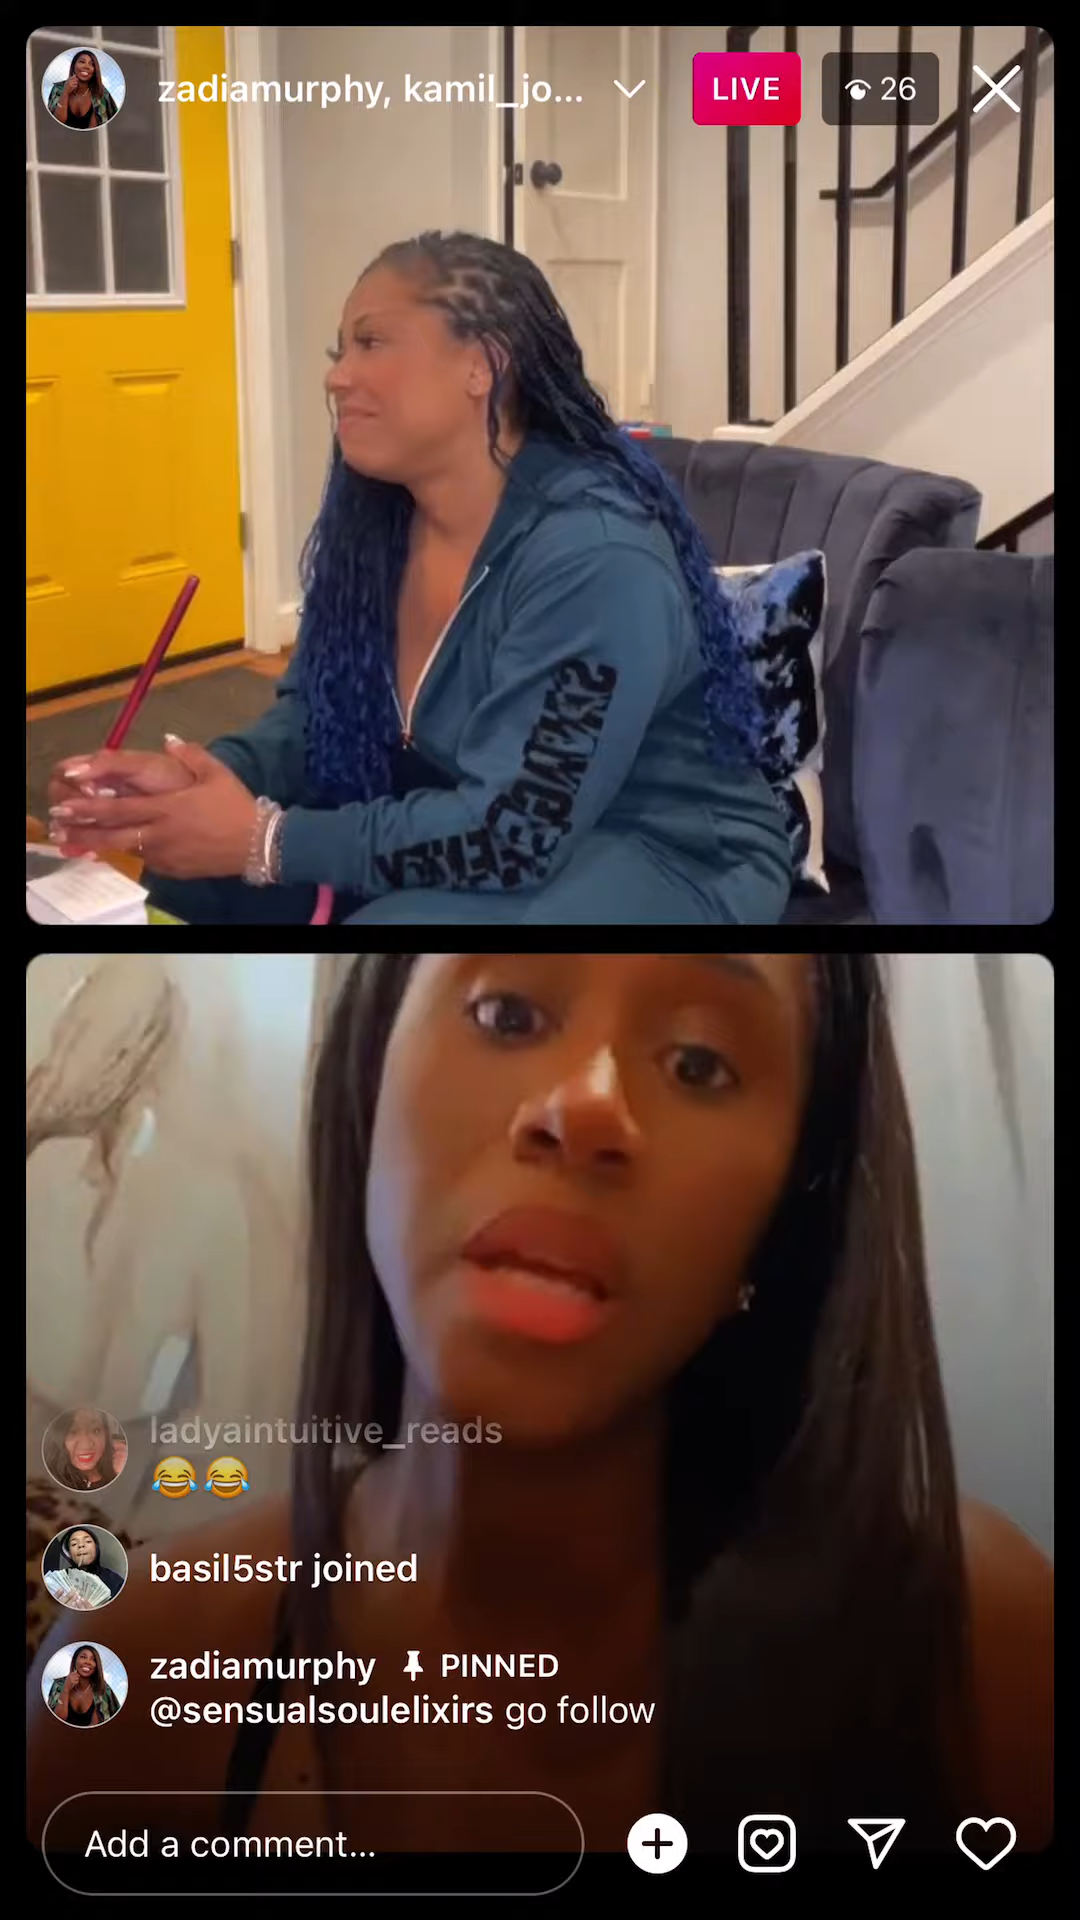 zadiamurphy, kamil_jo...
LIVE
26
ladyaintuitive_reads
😂😂
basil5str joined
zadiamurphy PINNED
@sensualsoulelixirs go follow
Add a comment...